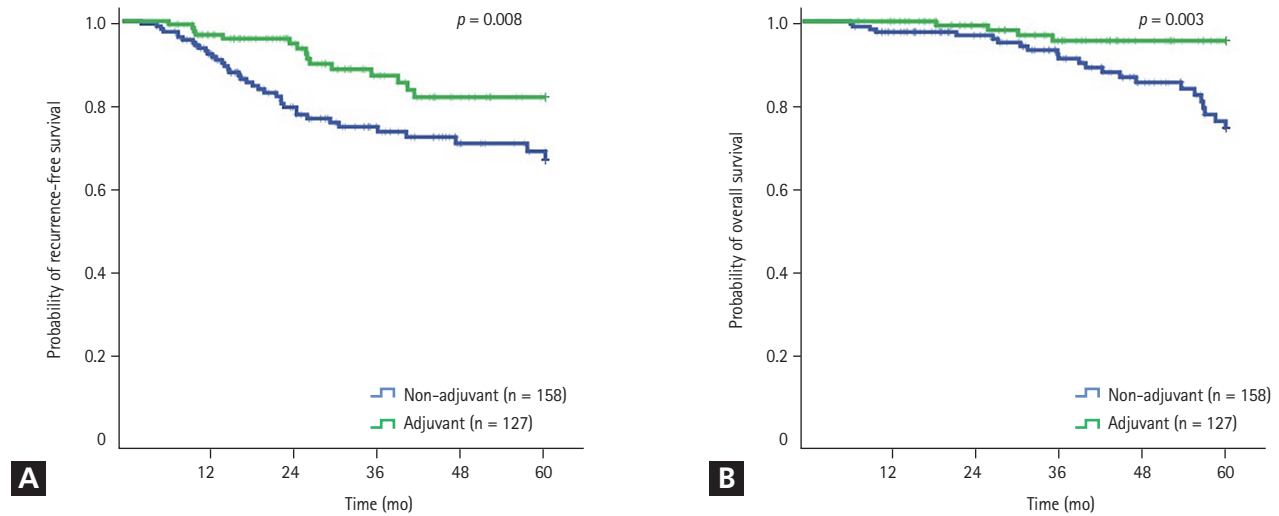 p = 0.008
1.0
0.8
0.6
0.4
0.2
0
Probability of recurrence-free survival
Non-adjuvant (n = 158)
Adjuvant (n = 127)
12 24 36 48 60
Time (mo)
A
p = 0.003
1.0
0.8
0.6
0.4
0.2
0
Probability of overall survival
Non-adjuvant (n = 158)
Adjuvant (n = 127)
12 24 36 48 60
Time (mo)
B